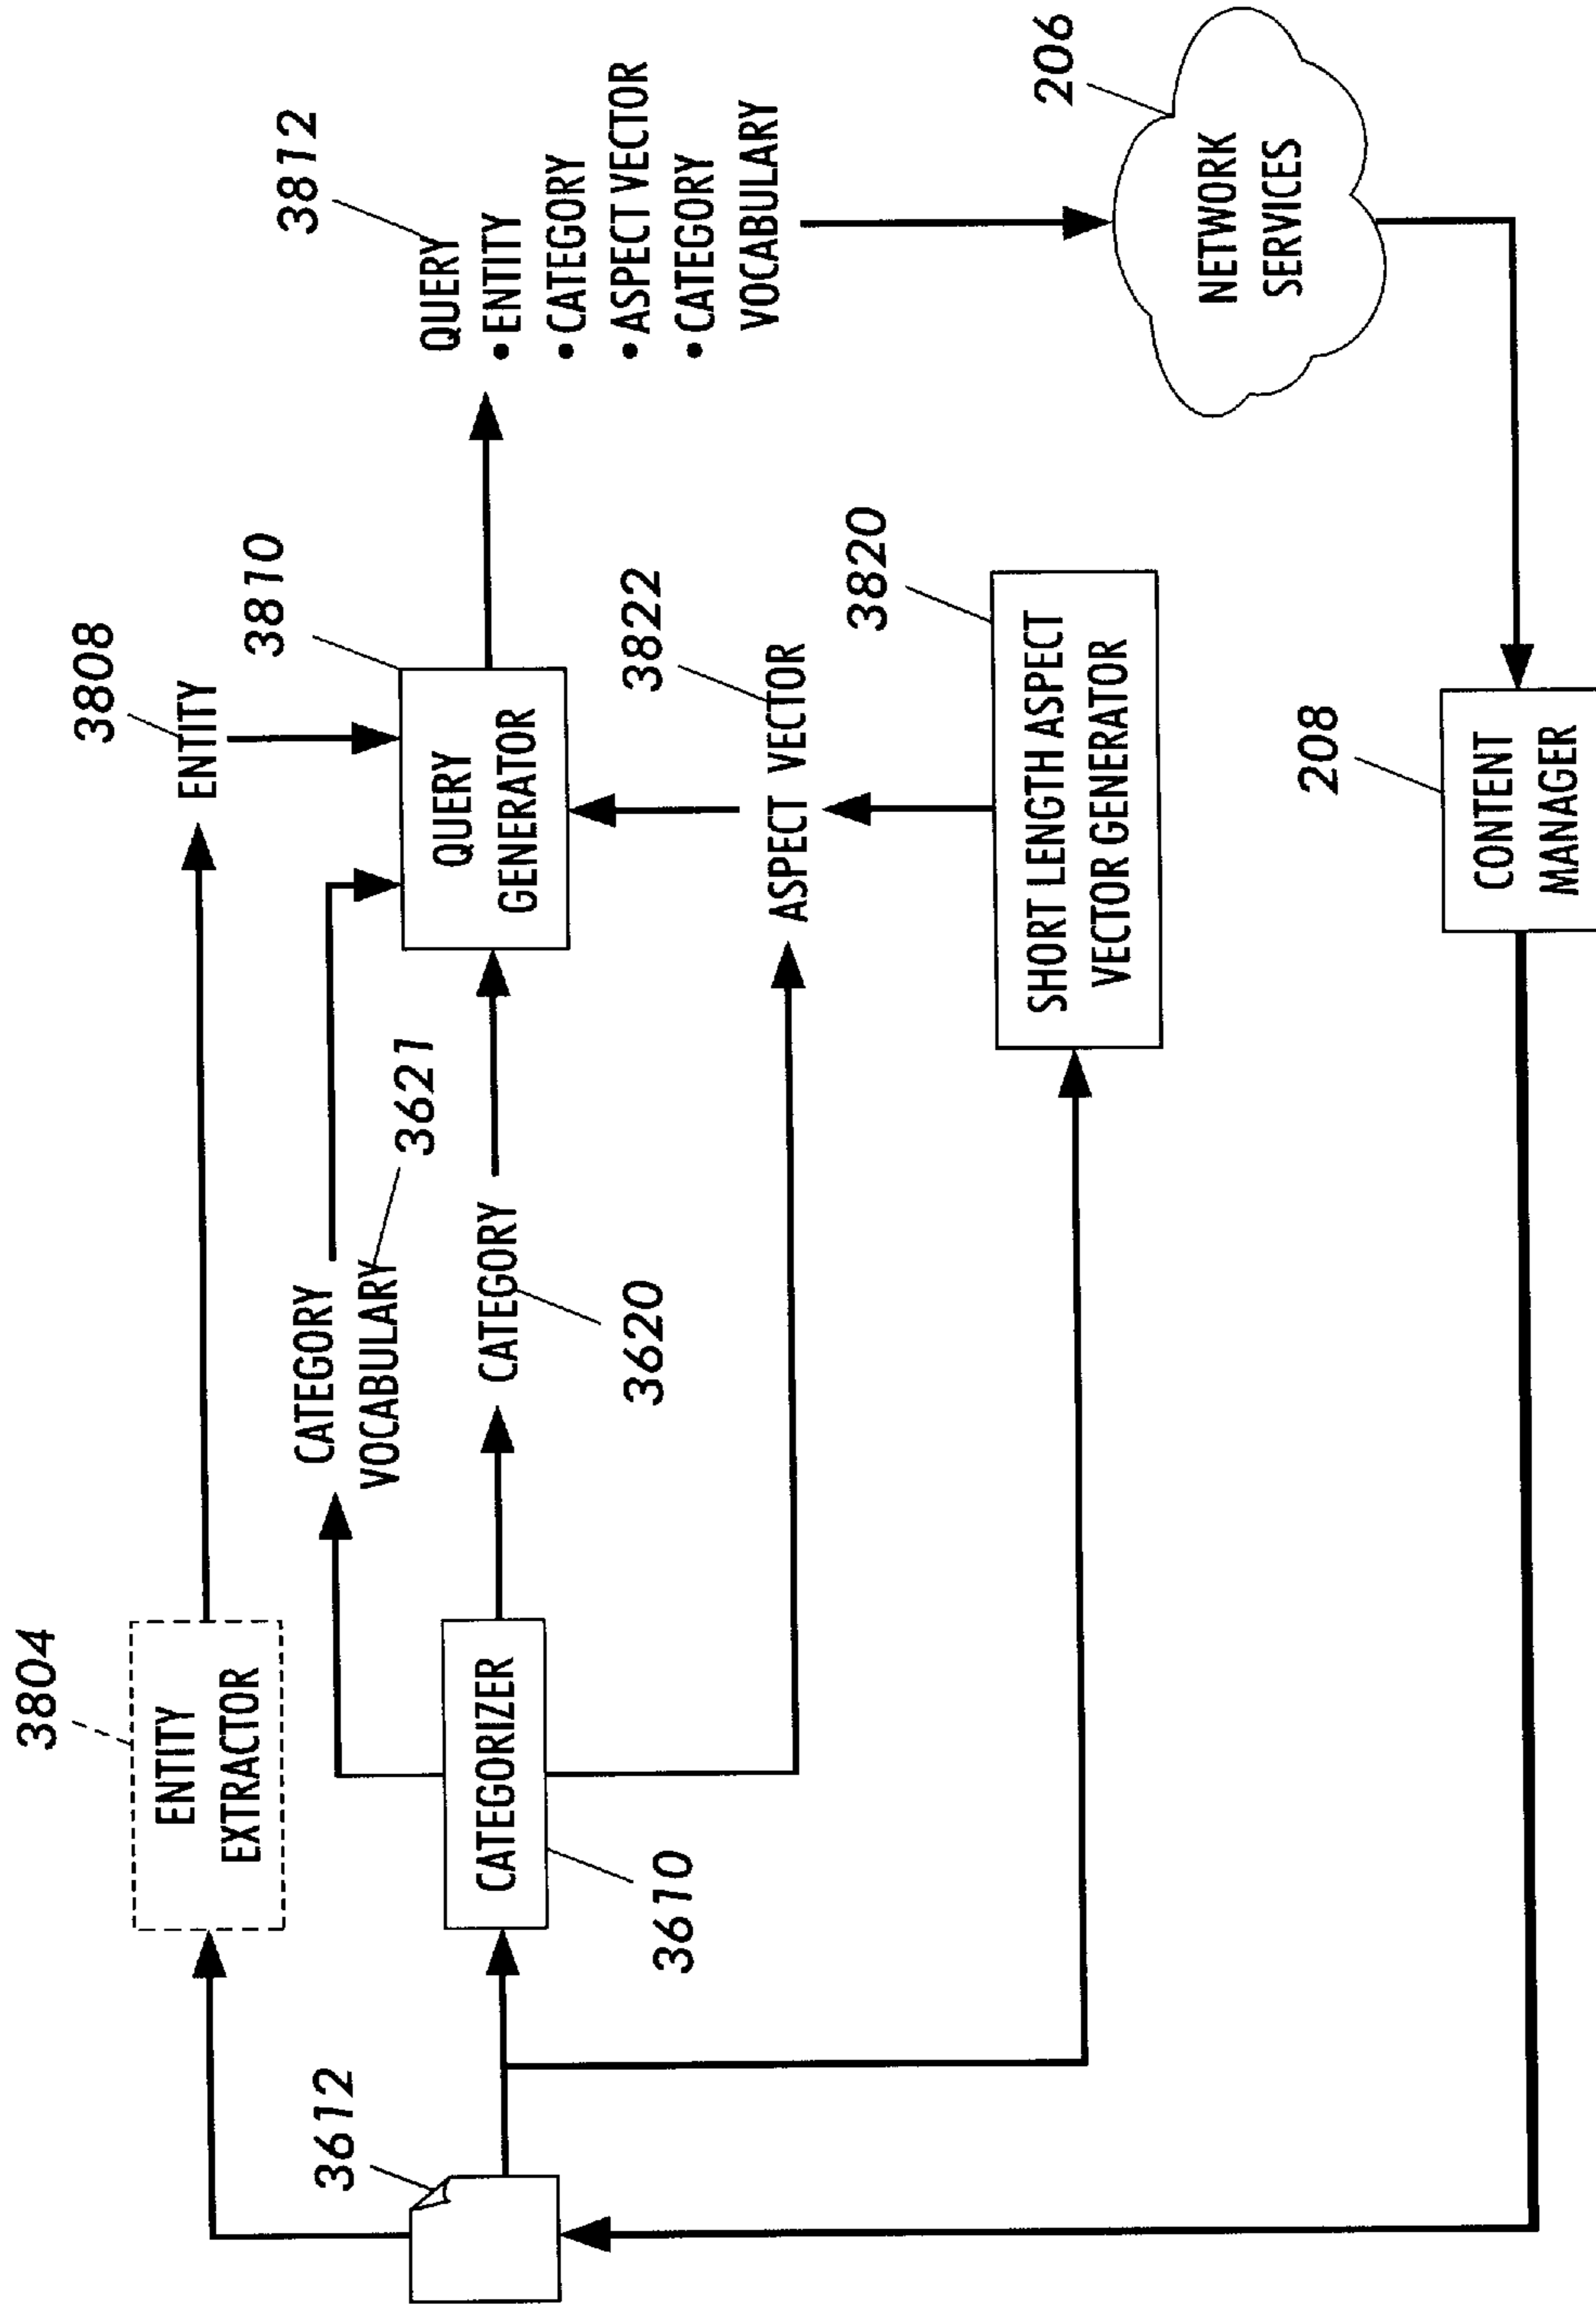 3804
ENTITY
EXTRACTOR
3808
ENTITY
3612
CATEGORY
VOCABULARY
3621
3810
QUERY
GENERATOR
3812
QUERY
• ENTITY
• CATEGORY
• ASPECT VECTOR
• CATEGORY
VOCABULARY
CATEGORIZER
3610
CATEGORY
3620
3822
ASPECT VECTOR
3820
SHORT LENGTH ASPECT
VECTOR GENERATOR
206
NETWORK
SERVICES
208
CONTENT
MANAGER